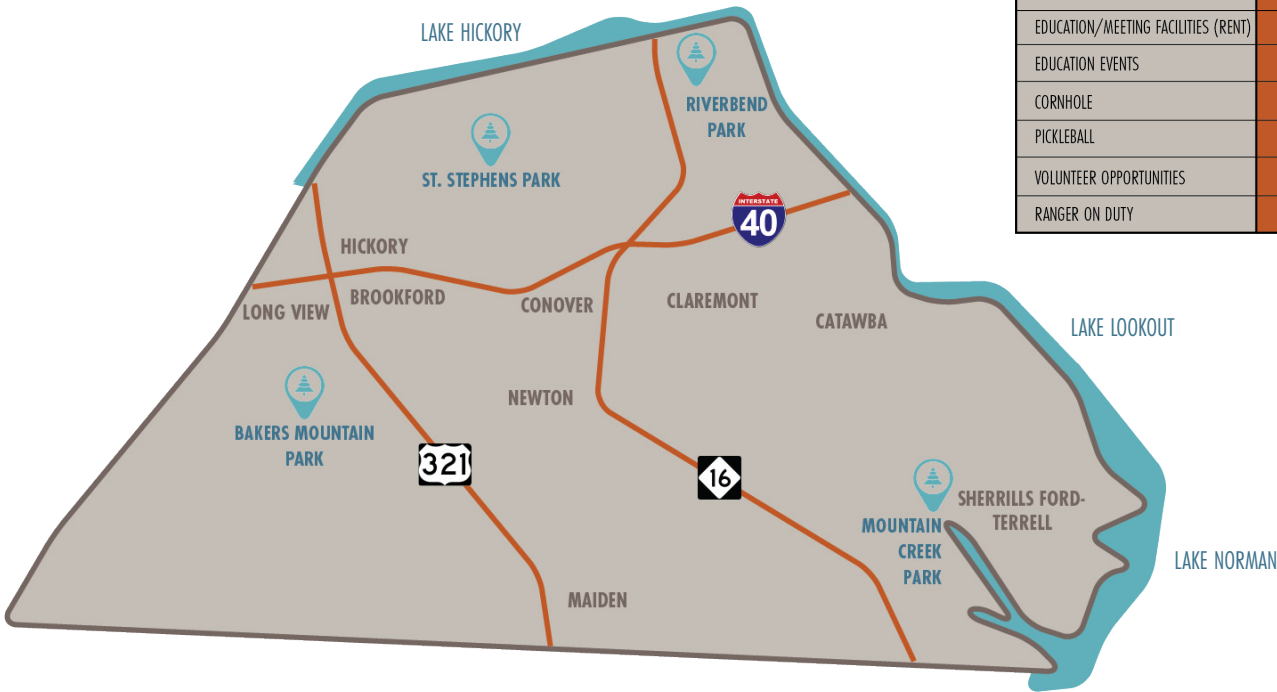 LAKE HICKORY
RIVERBEND
PARK
ST. STEPHENS PARK
INTERSTATE
40
HICKORY
BROOKFORD
LONG VIEW
CONOVER
CLAREMONT
CATAWBA
LAKE LOOKOUT
NEWTON
BAKERS MOUNTAIN
PARK
321
16
SHERRILLS FORD-
TERRELL
MOUNTAIN
CREEK
PARK
LAKE NORMAN
MAIDEN
EDUCATION/MEETING FACILITIES (RENT)
EDUCATION EVENTS
CORNHOLE
PICKLEBALL
VOLUNTEER OPPORTUNITIES
RANGER ON DUTY